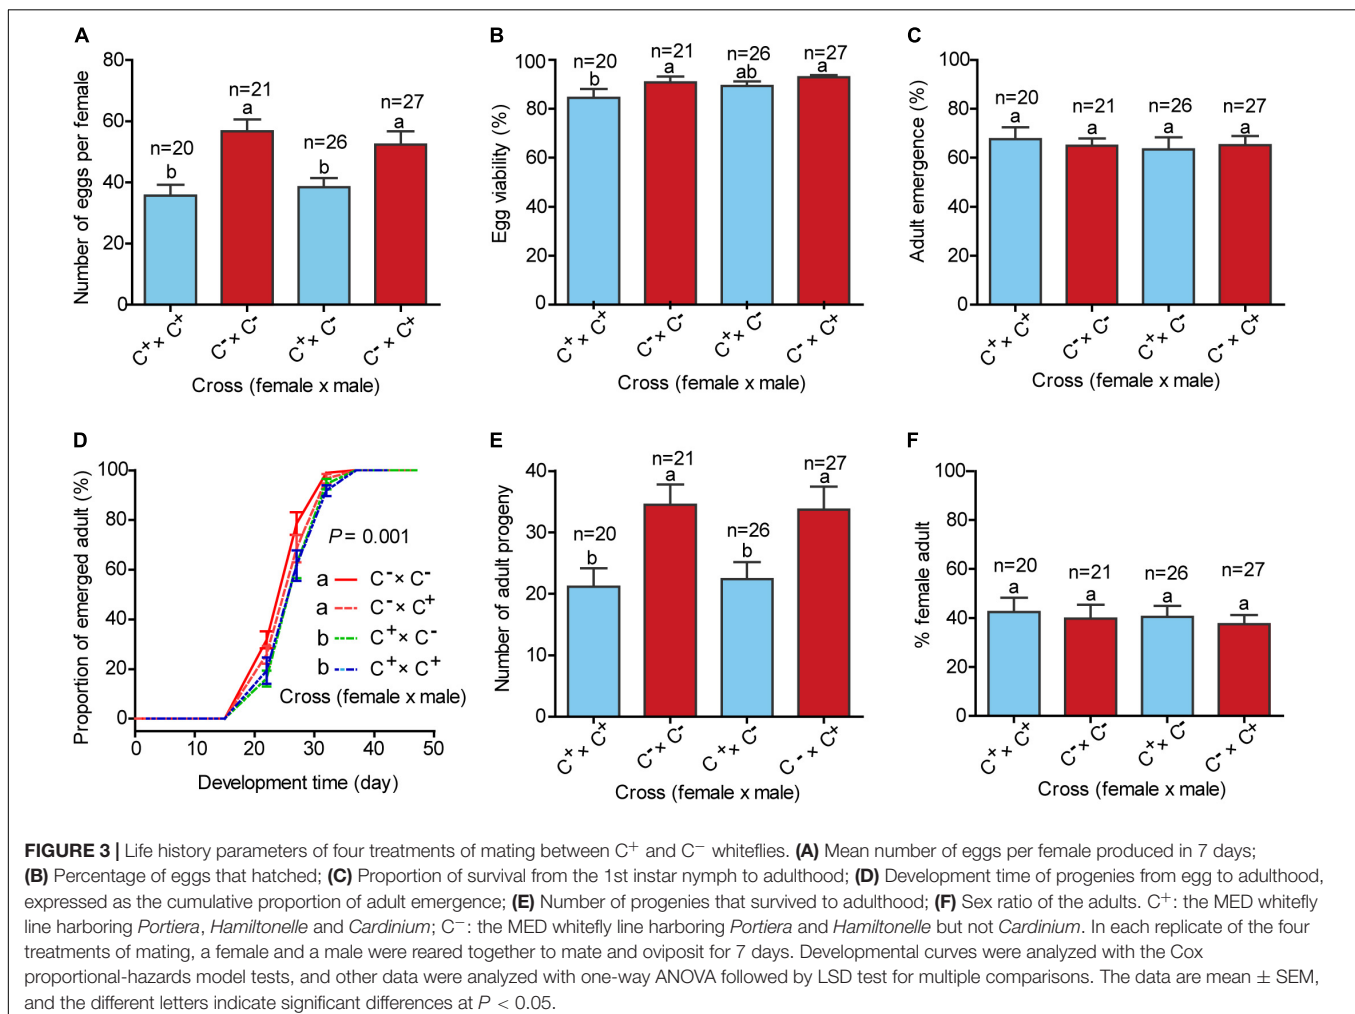 A
Number of eggs per female
80
60
40
20
0
n=20
b
n=21
a
n=26
b
n=27
a
C+ × C+
C- × C-
C+ × C-
C- × C+
Cross (female x male)
B
Egg viability (%)
100
80
60
40
20
0
n=20
b
n=21
a
n=26
ab
n=27
a
C+ × C+
C- × C-
C+ × C-
C- × C+
Cross (female x male)
C
Adult emergence (%)
100
80
60
40
20
0
n=20
a
n=21
a
n=26
a
n=27
a
C+ × C+
C- × C-
C+ × C-
C- × C+
Cross (female x male)
D
Proportion of emerged adult (%)
100
80
60
40
20
0
P = 0.001
a C- × C-
a C- × C+
b C+ × C-
b C+ × C+
Cross (female x male)
0 10 20 30 40 50
Development time (day)
E
Number of adult progeny
40
30
20
10
0
n=20
b
n=21
a
n=26
b
n=27
a
C+ × C+
C- × C-
C+ × C-
C- × C+
Cross (female x male)
F
% female adult
100
80
60
40
20
0
n=20
a
n=21
a
n=26
a
n=27
a
C+ × C+
C- × C-
C+ × C-
C- × C+
Cross (female x male)
FIGURE 3 | Life history parameters of four treatments of mating between C+ and C− whiteflies. (A) Mean number of eggs per female produced in 7 days;
(B) Percentage of eggs that hatched; (C) Proportion of survival from the 1st instar nymph to adulthood; (D) Development time of progenies from egg to adulthood,
expressed as the cumulative proportion of adult emergence; (E) Number of progenies that survived to adulthood; (F) Sex ratio of the adults. C+: the MED whitefly
line harboring Portiera, Hamiltonelle and Cardinium; C−: the MED whitefly line harboring Portiera and Hamiltonelle but not Cardinium. In each replicate of the four
treatments of mating, a female and a male were reared together to mate and oviposit for 7 days. Developmental curves were analyzed with the Cox
proportional-hazards model tests, and other data were analyzed with one-way ANOVA followed by LSD test for multiple comparisons. The data are mean ± SEM,
and the different letters indicate significant differences at P < 0.05.